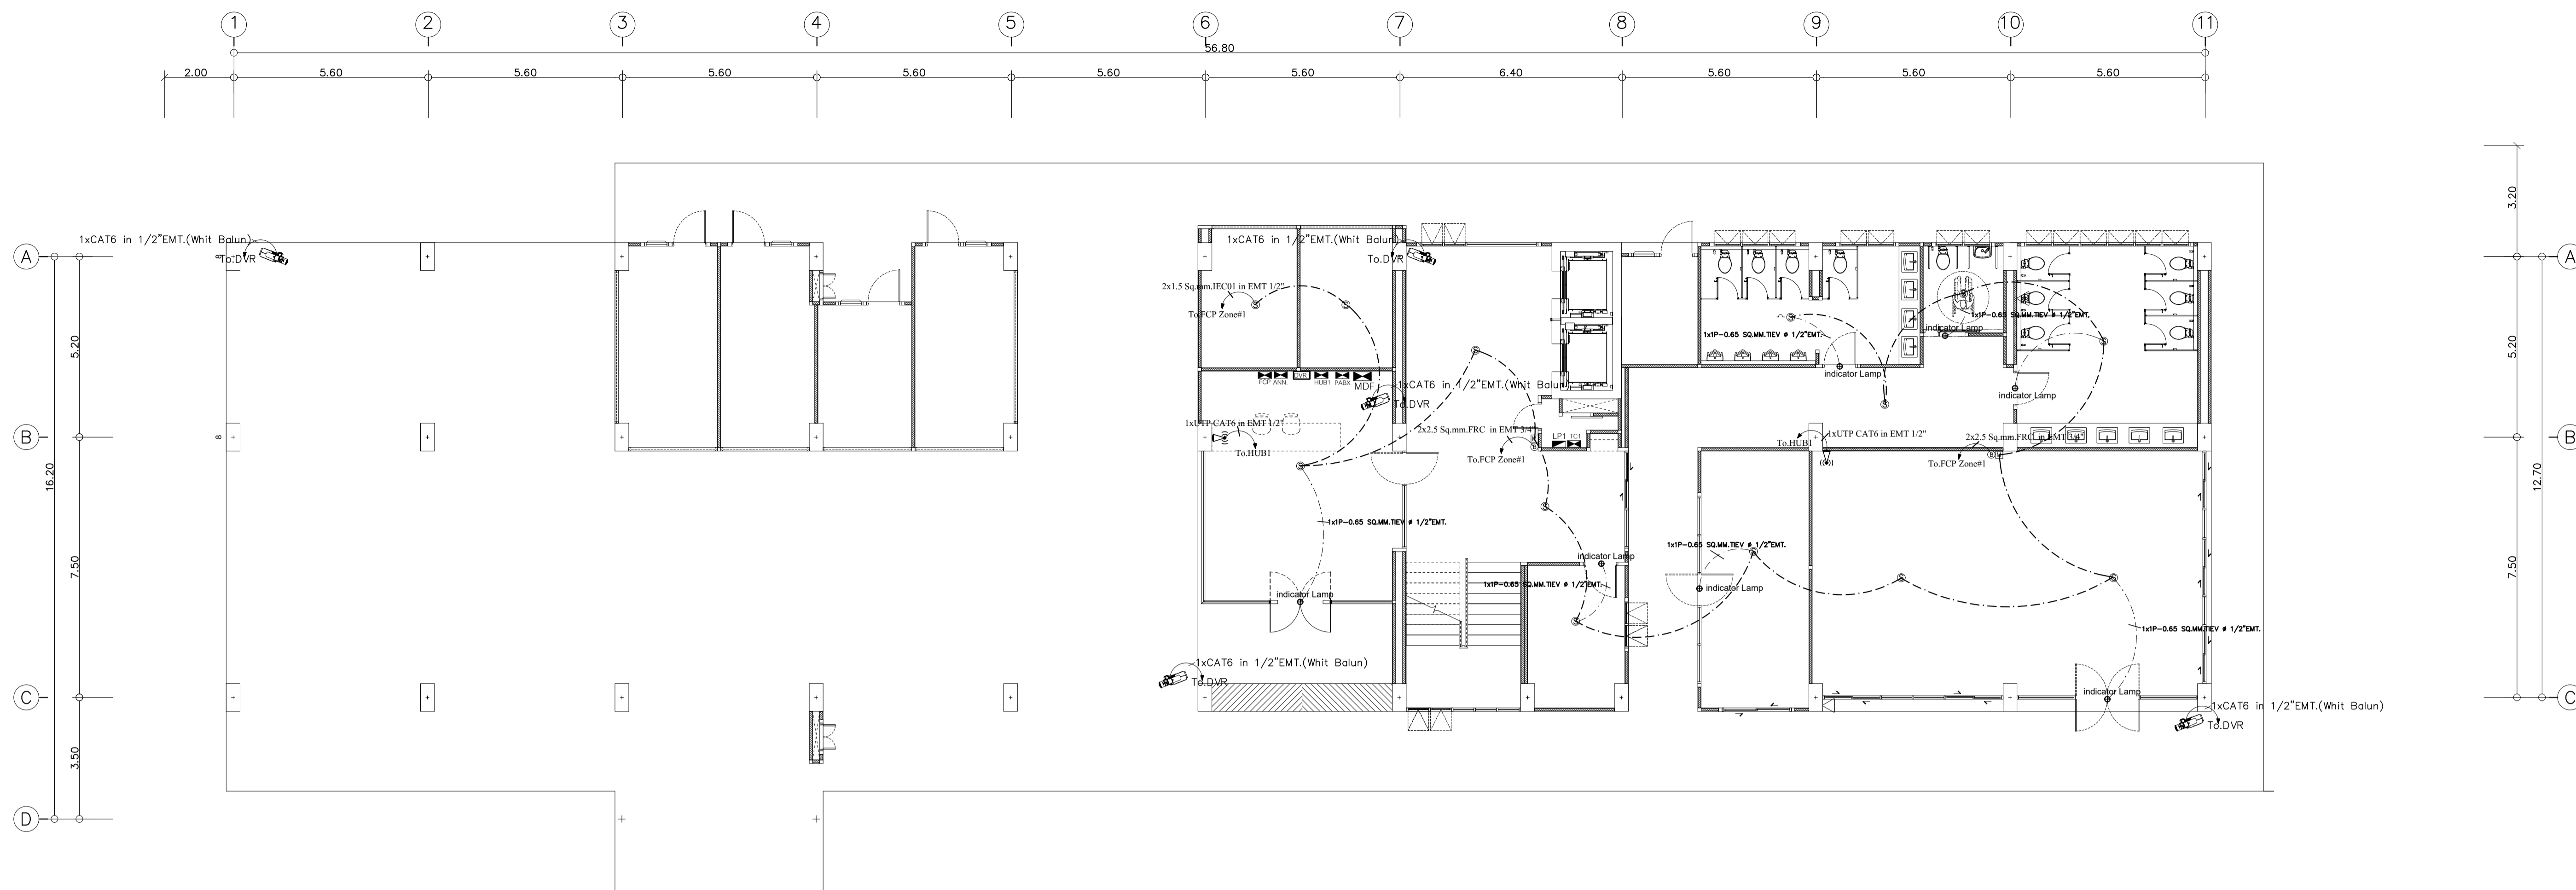 1 2 3 4 5 6 7 8 9 10 11
56.80
2.00 5.60 5.60 5.60 5.60 5.60 5.60 6.40 5.60 5.60 5.60
3.20
1xCAT6 in 1/2"EMT.(Whit Balun)
To.DVR
1xCAT6 in 1/2"EMT.(Whit Balun)
To.DVR
A
A
2x1.5 Sq.mm.IEC01 in EMT 1/2"
To.FCP Zone#1
1x1P-0.65 SQ.MM.TIEV ø 1/2"EMT.
indicator Lamp
1x1P-0.65 SQ.MM.TIEV ø 1/2"EMT.
5.20
5.20
indicator Lamp
FCP ANN. DVR HUB1 PABX MDF
1xCAT6 in 1/2"EMT.(Whit Balun)
To.DVR
indicator Lamp
1xUTP CAT6 in EMT 1/2"
To.HUB1
2x2.5 Sq.mm.FRC in EMT 3/4"
To.FCP Zone#1
LP1 TC1
1xUTP CAT6 in EMT 1/2"
To.HUB1
2x2.5 Sq.mm.FRC in EMT 3/4"
To.FCP Zone#1
B
B
B
B
16.20
12.70
1x1P-0.65 SQ.MM.TIEV ø 1/2"EMT.
1x1P-0.65 SQ.MM.TIEV ø 1/2"EMT.
7.50
7.50
indicator Lamp
1x1P-0.65 SQ.MM.TIEV ø 1/2"EMT.
indicator Lamp
indicator Lamp
1x1P-0.65 SQ.MM.TIEV ø 1/2"EMT.
1xCAT6 in 1/2"EMT.(Whit Balun)
To.DVR
indicator Lamp
C
C
1xCAT6 in 1/2"EMT.(Whit Balun)
To.DVR
3.50
D